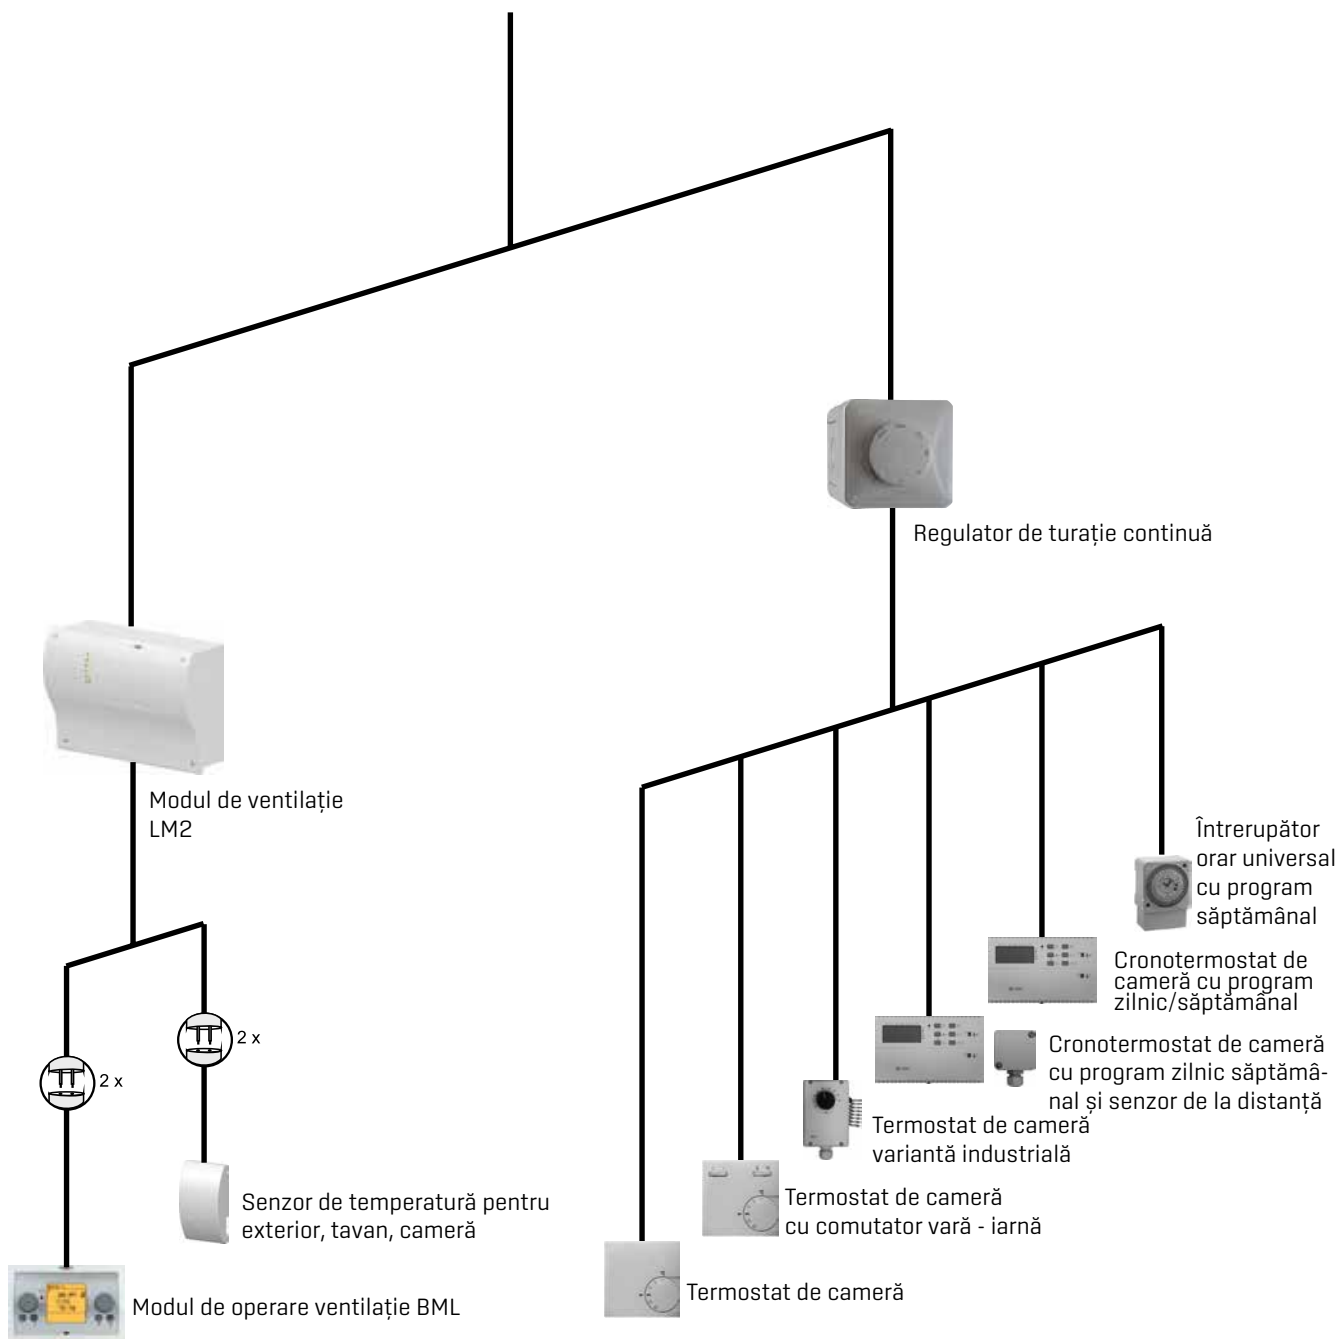 Regulator de turație continuă
Modul de ventilație
LM2
Întrerupător
orar universal
cu program
săptămânal
Cronotermostat de
cameră cu program
zilnic/săptămânal
2 x
Cronotermostat de cameră
cu program zilnic săptămâ-
nal și senzor de la distanță
2 x
Termostat de cameră
variantă industrială
Senzor de temperatură pentru
exterior, tavan, cameră
Termostat de cameră
cu comutator vară - iarnă
Modul de operare ventilație BML
Termostat de cameră